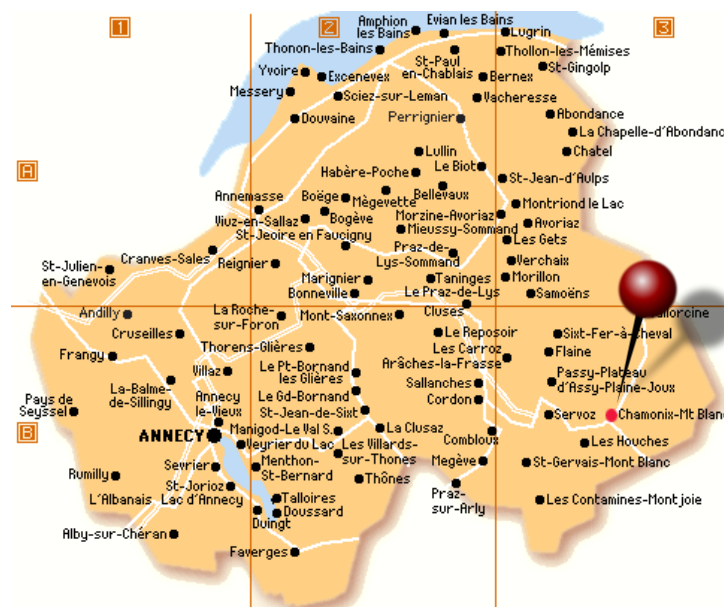 1
2
3
Amphion
les Bains
Evian les Bains
Lugrin
Thonon-les-Bains
St-Paul
en-Chablais
Thollon-les-Mémises
St-Gingolp
Yvoire
Excenevex
Bernex
Messery
Sciez-sur-Leman
Vacheresse
Douvaine
Perrignier
Abondance
La Chapelle-d'Abondanc
Lullin
Chatel
A
Habère-Poche
Le Biot
St-Jean-d'Aulps
Bellevaux
Mègevette
Annemasse
Boëge
Montriond le Lac
Viuz-en-Sallaz
Bogève
Morzine-Avoriaz
Avoriaz
Mieussy-Sommand
St-Jeoire en Faucigny
Les Gets
Cranves-Sales
Praz-de-
Lys-Sommand
Verchaix
St-Julien-
en-Genevois
Reignier
Marignier
Taninges
Morillon
Bonneville
Le Praz-de-Lys
Samoëns
Andilly
La Roche-
sur-Foron
Mont-Saxonnex
Cluses
allorcine
Cruseilles
Le Reposoir
Sixt-Fer-à-Cheval
Thorens-Glières
Les Carroz
Arâches-la-Frasse
Flaine
Frangy
Villaz
Le Pt-Bornand
les Glières
Passy-Plateau
d'Assy-Plaine-Joux
La-Balme-
de-Sillingy
Sallanches
Pays de
Seyssel
Le Gd-Bornand
Cordon
Annecy
le-Vieux
St-Jean-de-Sixt
Servoz
Chamonix-Mt Blanc
B
ANNECY
Manigod-Le Val S.
La Clusaz
Combloux
Veyrier du Lac
Les Villards-
sur-Thones
Les Houches
Sevrier
Menthon-
St-Bernard
Megève
St-Gervais-Mont Blanc
Rumilly
St-Jorioz
Thônes
L'Albanais
Lac d'Annecy
Talloires
Praz-
sur-Arly
Les Contamines-Montjoie
Doussard
Duingt
Alby-sur-Chéran
Faverges